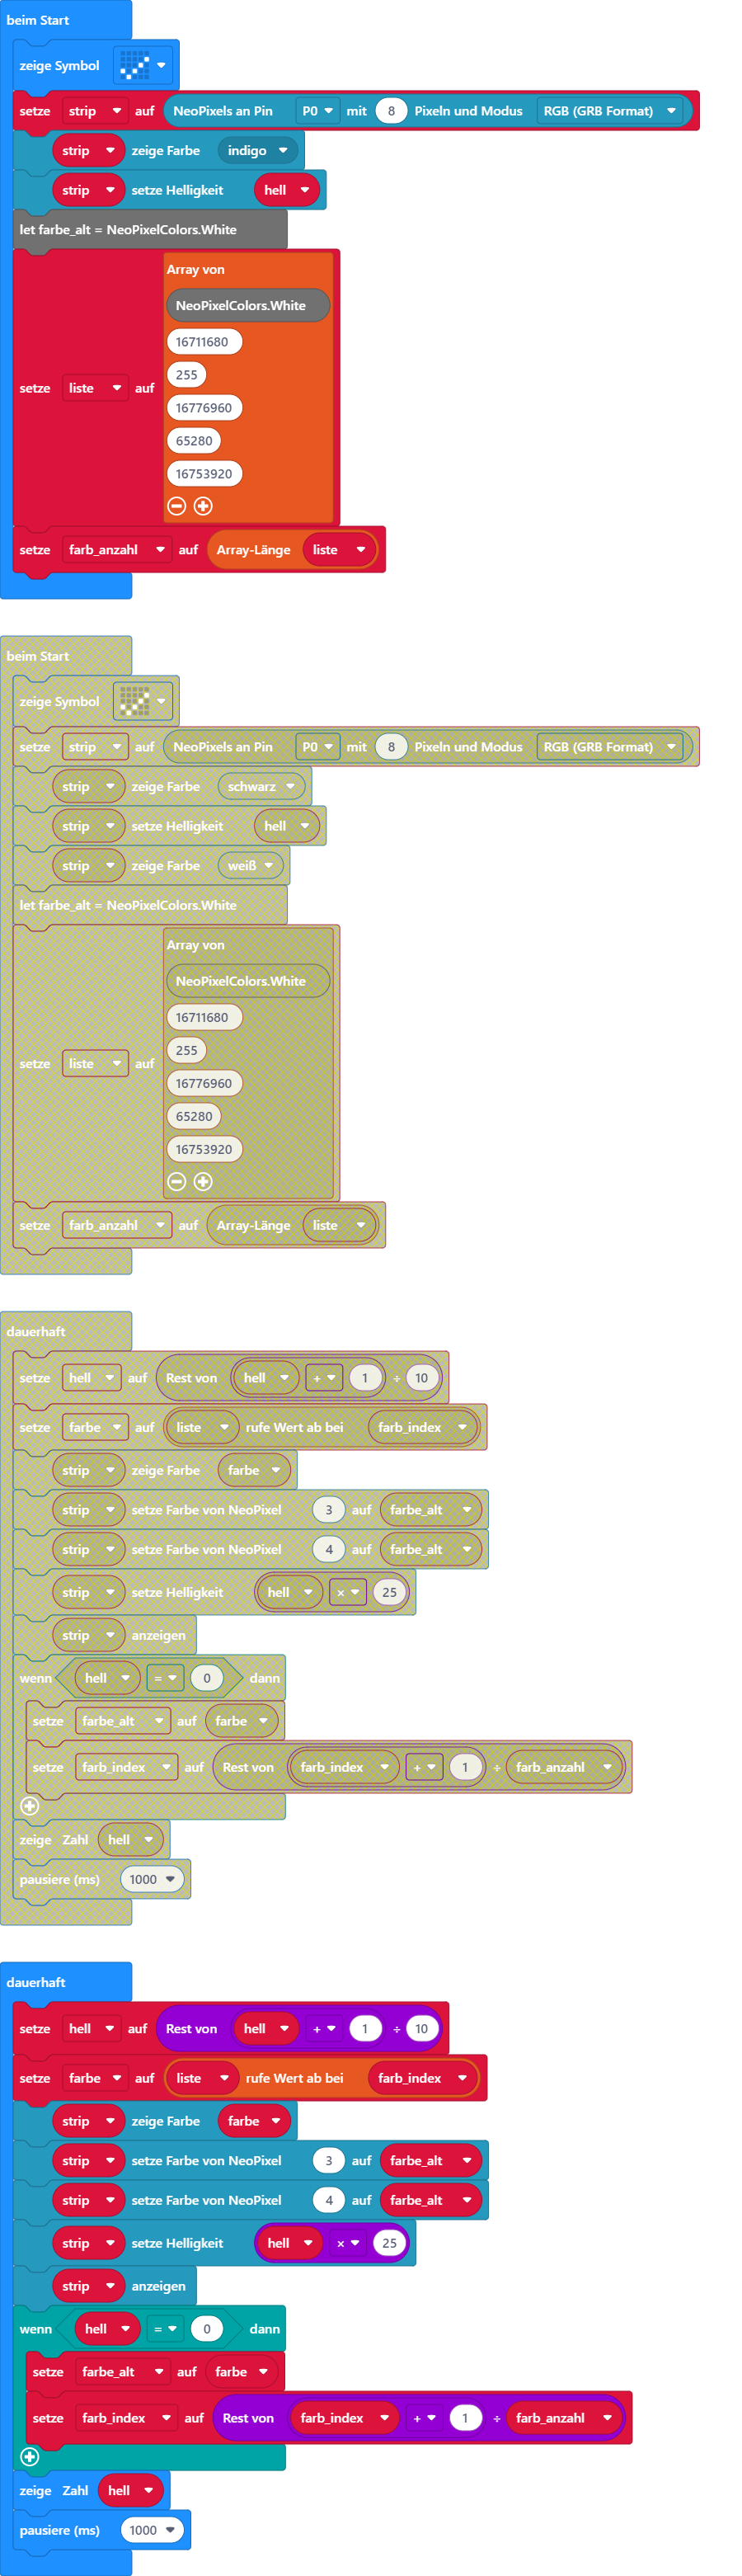 beim Start
zeige Symbol
setze strip auf NeoPixels an Pin P0 mit 8 Pixeln und Modus RGB (GRB Format)
strip zeige Farbe indigo
strip setze Helligkeit hell
let farbe_alt = NeoPixelColors.White
Array von
NeoPixelColors.White
16711680
255
setze liste auf
16776960
65280
16753920
setze farb_anzahl auf Array-Länge liste
beim Start
zeige Symbol
setze strip auf NeoPixels an Pin P0 mit 8 Pixeln und Modus RGB (GRB Format)
strip zeige Farbe schwarz
strip setze Helligkeit hell
strip zeige Farbe weiß
let farbe_alt = NeoPixelColors.White
Array von
NeoPixelColors.White
16711680
255
setze liste auf
16776960
65280
16753920
setze farb_anzahl auf Array-Länge liste
dauerhaft
setze hell auf Rest von hell + 1 ÷ 10
setze farbe auf liste rufe Wert ab bei farb_index
strip zeige Farbe farbe
strip setze Farbe von NeoPixel 3 auf farbe_alt
strip setze Farbe von NeoPixel 4 auf farbe_alt
strip setze Helligkeit hell × 25
strip anzeigen
wenn hell = 0 dann
setze farbe_alt auf farbe
setze farb_index auf Rest von farb_index + 1 ÷ farb_anzahl
zeige Zahl hell
pausiere (ms) 1000
dauerhaft
setze hell auf Rest von hell + 1 ÷ 10
setze farbe auf liste rufe Wert ab bei farb_index
strip zeige Farbe farbe
strip setze Farbe von NeoPixel 3 auf farbe_alt
strip setze Farbe von NeoPixel 4 auf farbe_alt
strip setze Helligkeit hell × 25
strip anzeigen
wenn hell = 0 dann
setze farbe_alt auf farbe
setze farb_index auf Rest von farb_index + 1 ÷ farb_anzahl
zeige Zahl hell
pausiere (ms) 1000